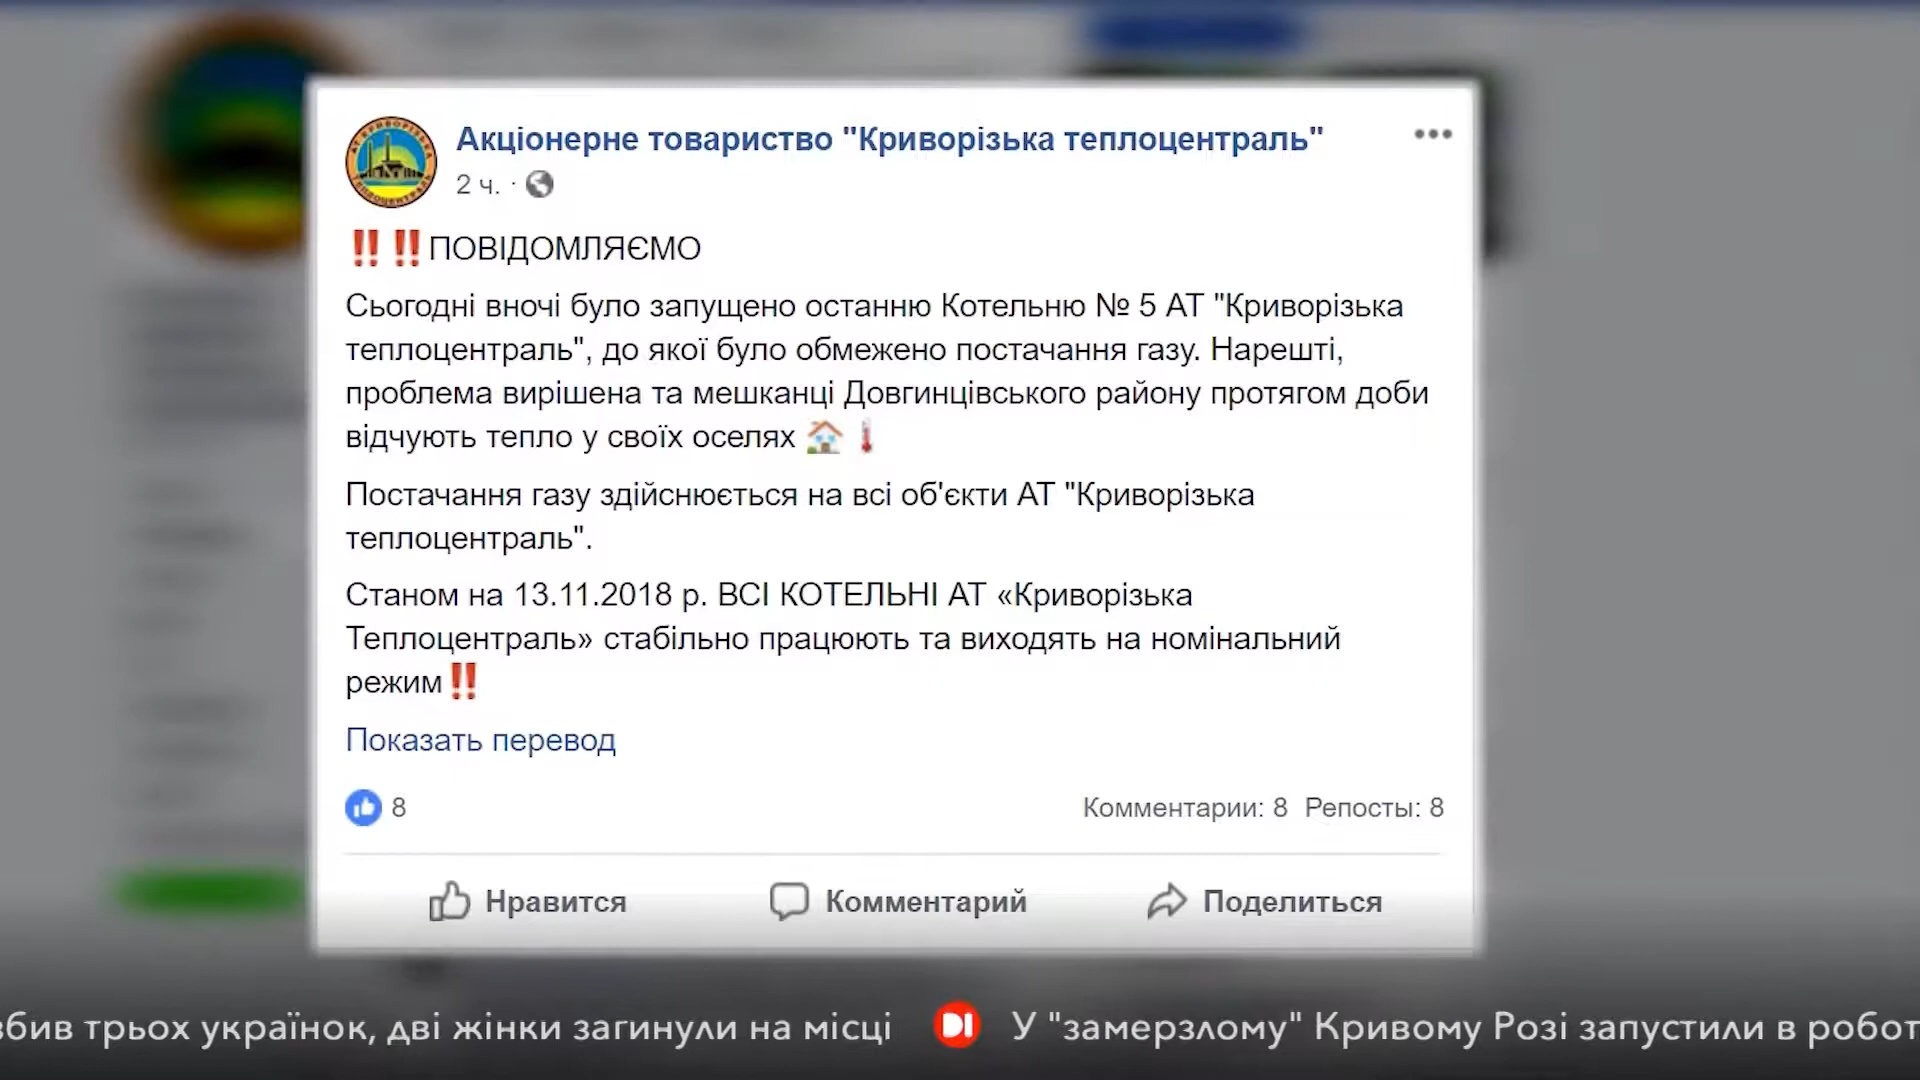 Акціонерне товариство "Криворізька теплоцентраль"
2 ч. ·
‼️‼️ПОВІДОМЛЯЄМО
Сьогодні вночі було запущено останню Котельню № 5 АТ "Криворізька
теплоцентраль", до якої було обмежено постачання газу. Нарешті,
проблема вирішена та мешканці Довгинцівського району протягом доби
відчують тепло у своїх оселях 🏠🌡
Постачання газу здійснюється на всі об'єкти АТ "Криворізька
теплоцентраль".
Станом на 13.11.2018 р. ВСІ КОТЕЛЬНІ АТ «Криворізька
Теплоцентраль» стабільно працюють та виходять на номінальний
режим‼️
Показать перевод
8 Комментарии: 8 Репосты: 8
Нравится Комментарий Поделиться
збив трьох українок, дві жінки загинули на місці У "замерзлому" Кривому Розі запустили в робот